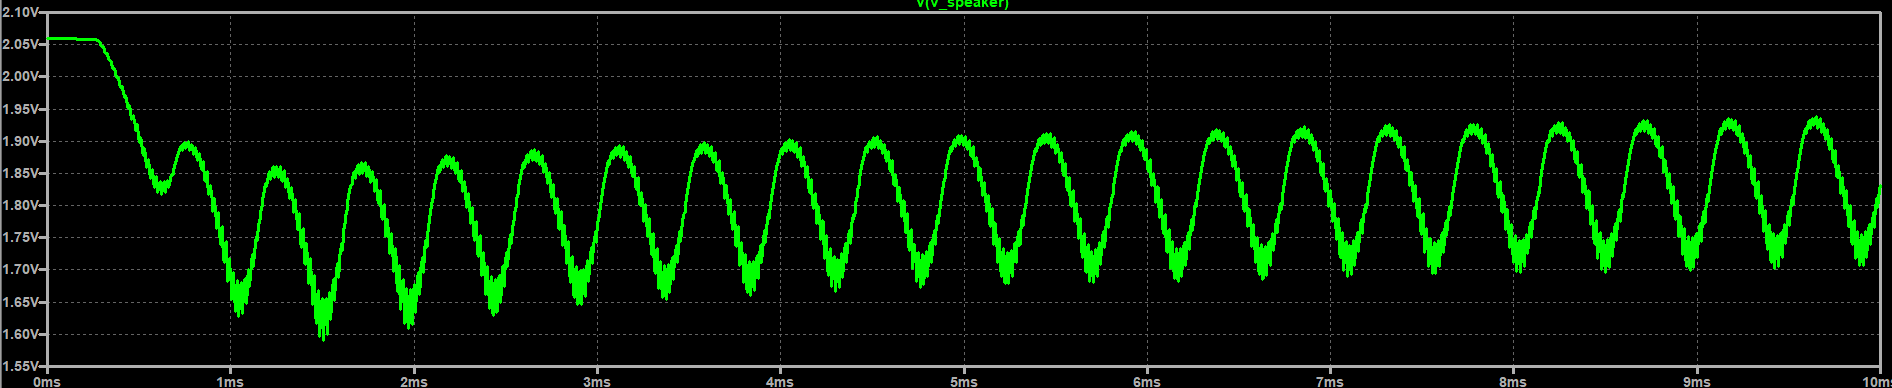 V(v_speaker)
2.10V
2.05V
2.00V
1.95V
1.90V
1.85V
1.80V
1.75V
1.70V
1.65V
1.60V
1.55V
0ms 1ms 2ms 3ms 4ms 5ms 6ms 7ms 8ms 9ms 10m